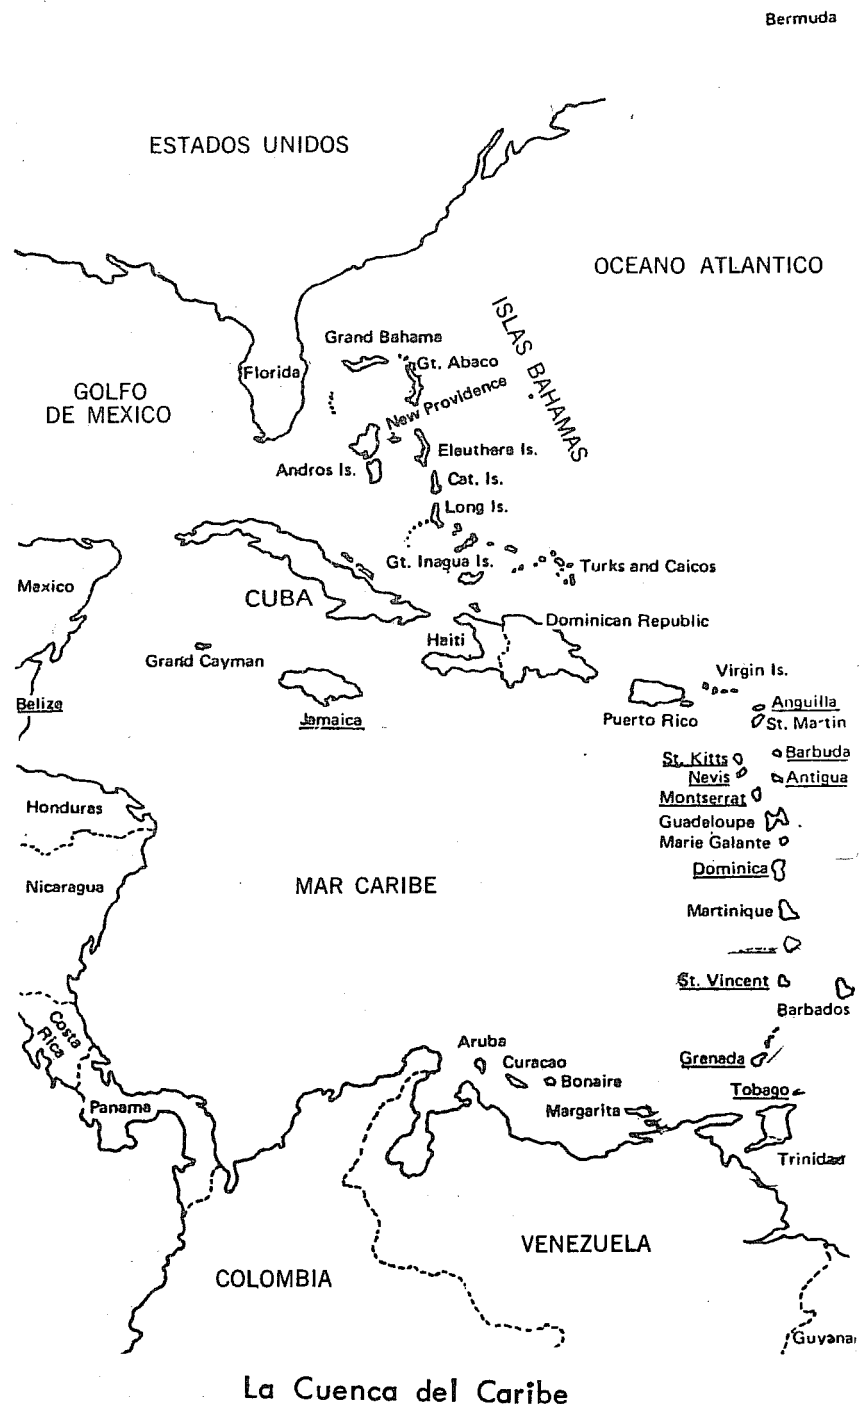 Bermuda
ESTADOS UNIDOS
OCEANO ATLANTICO
ISLAS BAHAMAS
Grand Bahama
Gt. Abaco
Florida
GOLFO
DE MEXICO
New Providence
Eleuthera Is.
Andros Is.
Cat. Is.
Long Is.
Gt. Inagua Is.
Turks and Caicos
Mexico
CUBA
Dominican Republic
Haiti
Grand Cayman
Virgin Is.
Belize
Jamaica
Puerto Rico
Anguilla
St. Martin
St. Kitts
Barbuda
Nevis
Antigua
Montserrat
Honduras
Guadeloupe
Marie Galante
Dominica
Nicaragua
MAR CARIBE
Martinique
St. Vincent
Barbados
Costa
Rica
Aruba
Curacao
Bonaire
Grenada
Tobago
Panama
Margarita
Trinidad
VENEZUELA
COLOMBIA
Guyana
La Cuenca del Caribe